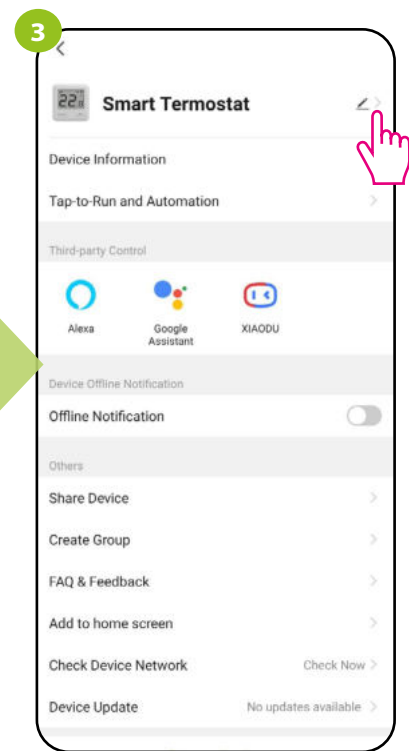 3
22
Smart Termostat
Device Information
Tap-to-Run and Automation
Third-party Control
Alexa
Google
Assistant
XIAODU
Device Offline Notification
Offline Notification
Others
Share Device
Create Group
FAQ & Feedback
Add to home screen
Check Device Network
Check Now
Device Update
No updates available